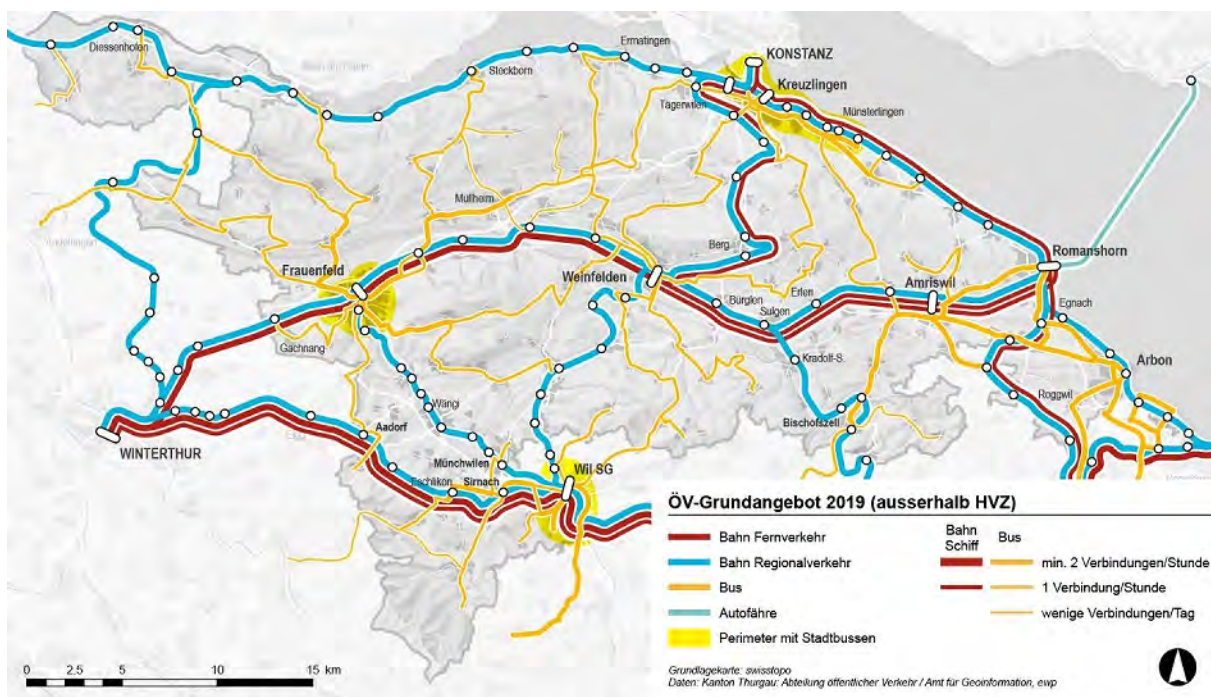 KONSTANZ
Ermatingen
Diessenhofen
Kreuzlingen
Steckborn
Tägerwilen
Münsterlingen
Müllheim
Berg
Romanshorn
Frauenfeld
Weinfelden
Amriswil
Erlen
Bürglen
Egnach
Sulgen
Gachnang
Kradolf-S.
Arbon
Wängi
Roggwil
Aadorf
Bischofszell
WINTERTHUR
Münchwilen
Wil SG
Eschlikon
Sirnach
ÖV-Grundangebot 2019 (ausserhalb HVZ)
Bahn Fernverkehr
Bahn Regionalverkehr
Bus
Autofähre
Perimeter mit Stadtbussen
Bahn Bus
Schiff
min. 2 Verbindungen/Stunde
1 Verbindung/Stunde
wenige Verbindungen/Tag
0 2.5 5 10 15 km
Grundlagekarte: swisstopo
Daten: Kanton Thurgau: Abteilung öffentlicher Verkehr / Amt für Geoinformation, ewp